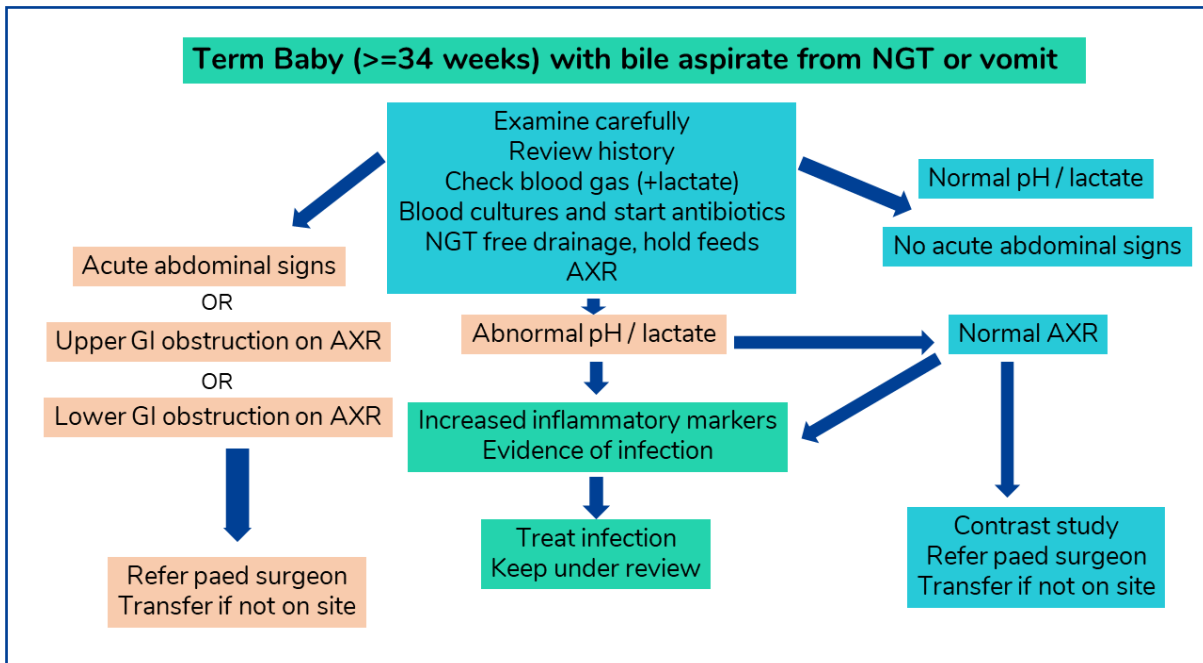 Term Baby (>=34 weeks) with bile aspirate from NGT or vomit
Examine carefully
Review history
Check blood gas (+lactate)
Blood cultures and start antibiotics
NGT free drainage, hold feeds
AXR
Acute abdominal signs
OR
Upper GI obstruction on AXR
OR
Lower GI obstruction on AXR
Refer paed surgeon
Transfer if not on site
Abnormal pH / lactate
Increased inflammatory markers
Evidence of infection
Treat infection
Keep under review
Normal pH / lactate
No acute abdominal signs
Normal AXR
Contrast study
Refer paed surgeon
Transfer if not on site